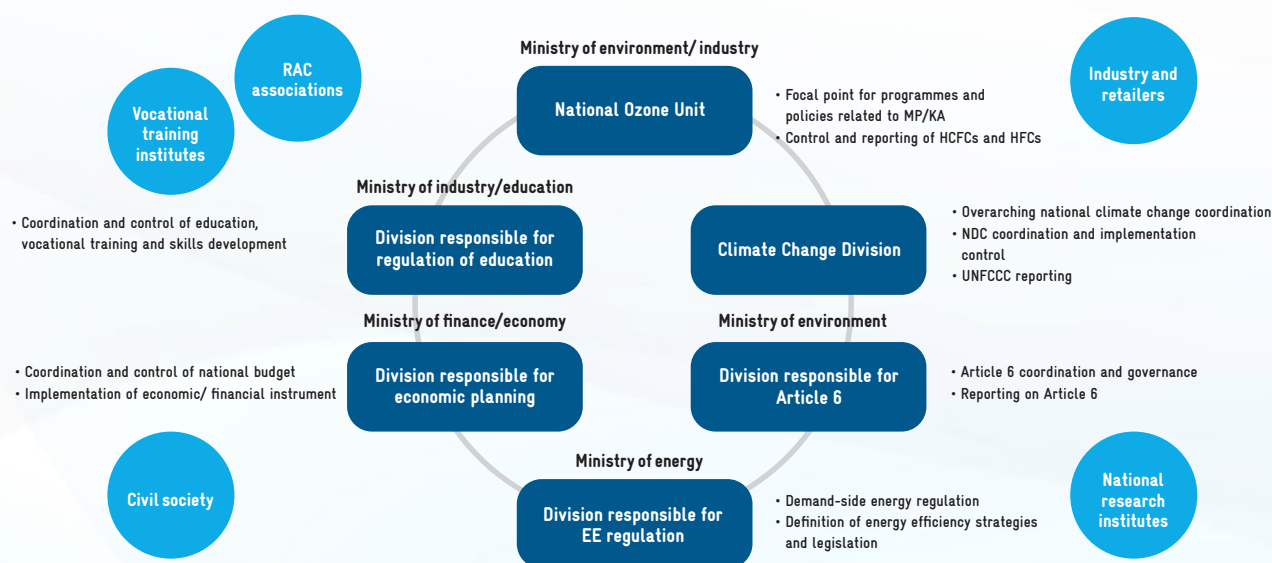 RAC
associations
Vocational
training
institutes
Ministry of environment/ industry
National Ozone Unit
• Focal point for programmes and
policies related to MP/KA
• Control and reporting of HCFCs and HFCs
Industry and
retailers
• Coordination and control of education,
vocational training and skills development
Ministry of industry/education
Division responsible for
regulation of education
Climate Change Division
• Overarching national climate change coordination
• NDC coordination and implementation
control
• UNFCCC reporting
• Coordination and control of national budget
• Implementation of economic/ financial instrument
Ministry of finance/economy
Division responsible for
economic planning
Ministry of environment
Division responsible for
Article 6
• Article 6 coordination and governance
• Reporting on Article 6
Civil society
Ministry of energy
Division responsible for
EE regulation
• Demand-side energy regulation
• Definition of energy efficiency strategies
and legislation
National
research
institutes